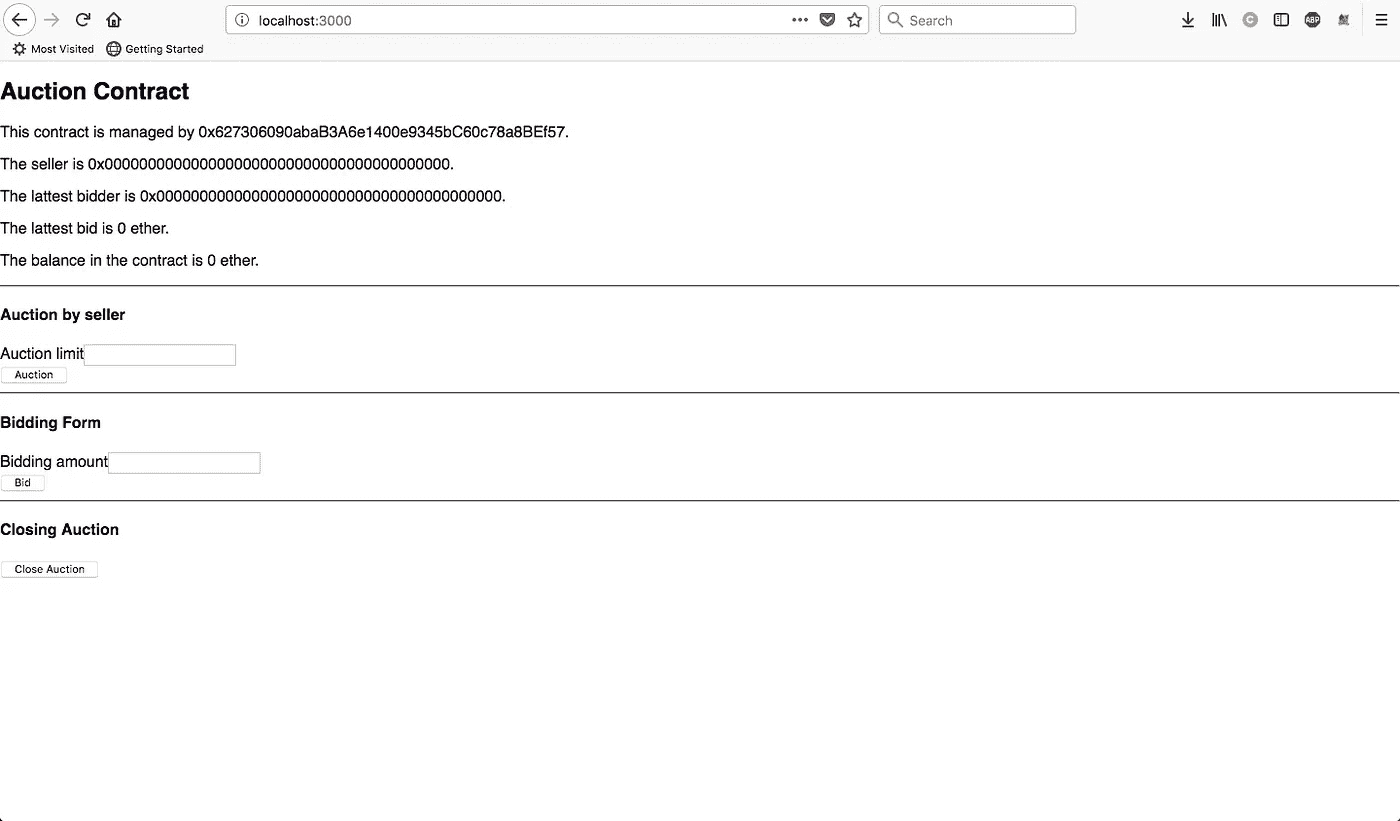 localhost:3000
Search
Most Visited
Getting Started
Auction Contract
This contract is managed by 0x627306090abaB3A6e1400e9345bC60c78a8BEf57.
The seller is 0x0000000000000000000000000000000000000000.
The lattest bidder is 0x0000000000000000000000000000000000000000.
The lattest bid is 0 ether.
The balance in the contract is 0 ether.
Auction by seller
Auction limit
Auction
Bidding Form
Bidding amount
Bid
Closing Auction
Close Auction